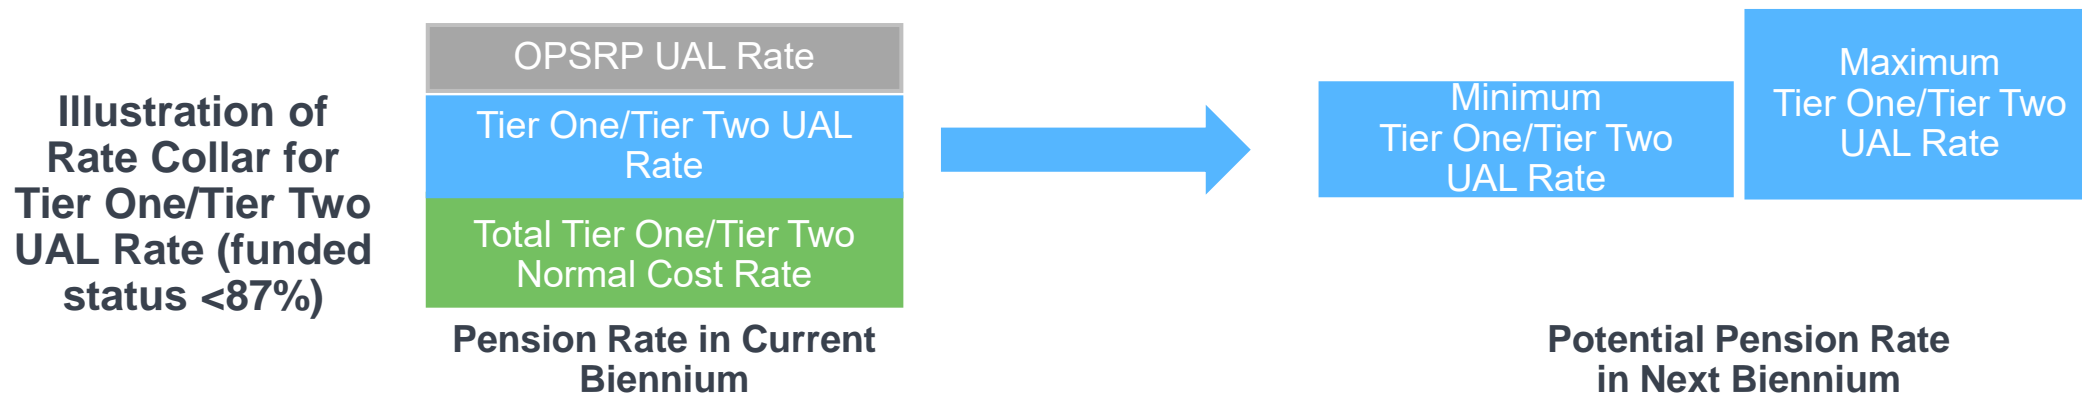 Illustration of
Rate Collar for
Tier One/Tier Two
UAL Rate (funded
status <87%)
OPSRP UAL Rate
Tier One/Tier Two UAL
Rate
Total Tier One/Tier Two
Normal Cost Rate
Pension Rate in Current
Biennium
Minimum
Tier One/Tier Two
UAL Rate
Maximum
Tier One/Tier Two
UAL Rate
Potential Pension Rate
in Next Biennium